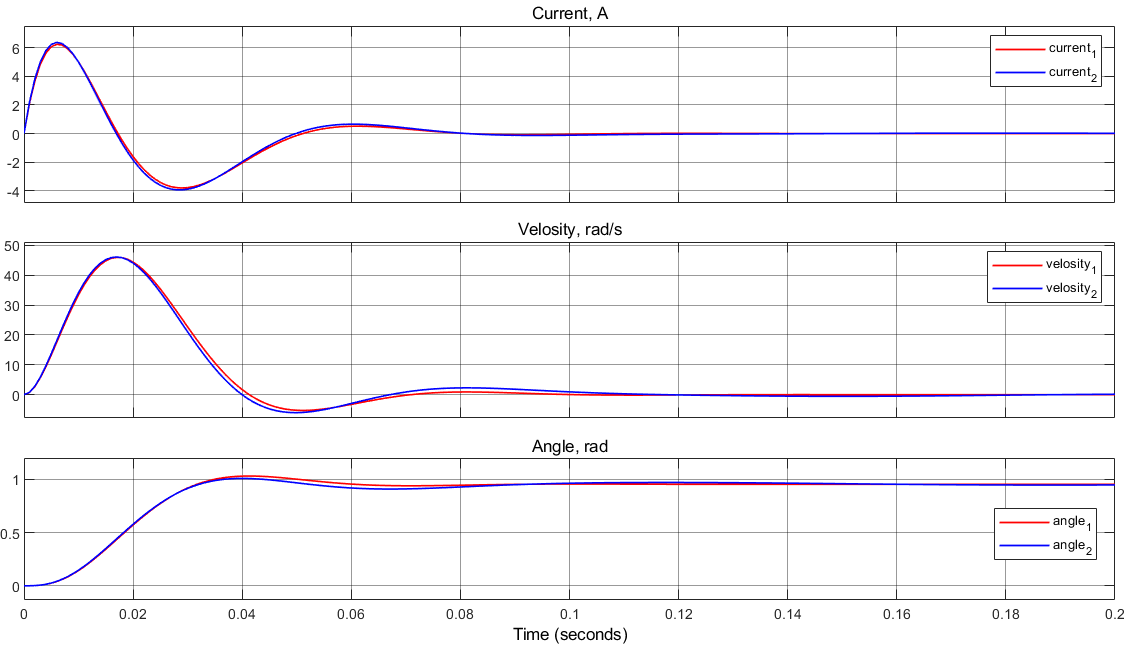 Current, A
6
4
2
0
-2
-4
current1
current2
Velosity, rad/s
50
40
30
20
10
0
velosity1
velosity2
Angle, rad
1
0.5
0
angle1
angle2
0 0.02 0.04 0.06 0.08 0.1 0.12 0.14 0.16 0.18 0.2
Time (seconds)